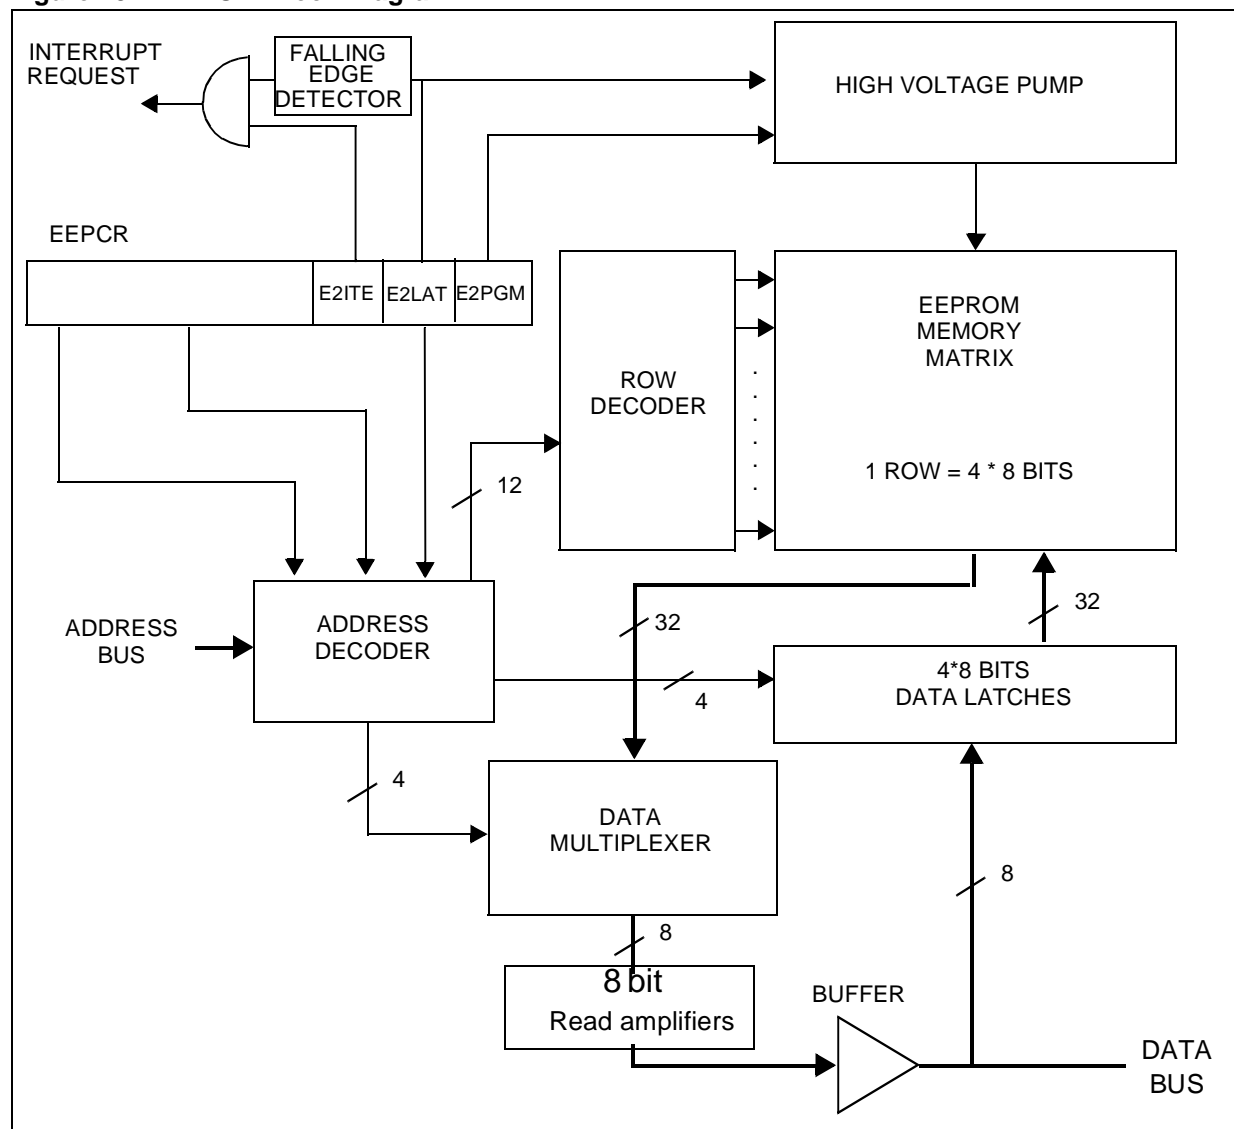 INTERRUPT
REQUEST
FALLING
EDGE
DETECTOR
HIGH VOLTAGE PUMP
EEPCR
E2ITE
E2LAT
E2PGM
ROW
DECODER
EEPROM
MEMORY
MATRIX
1 ROW = 4 * 8 BITS
12
ADDRESS
BUS
ADDRESS
DECODER
32
32
4
4*8 BITS
DATA LATCHES
4
DATA
MULTIPLEXER
8
8
8 bit
Read amplifiers
BUFFER
DATA
BUS